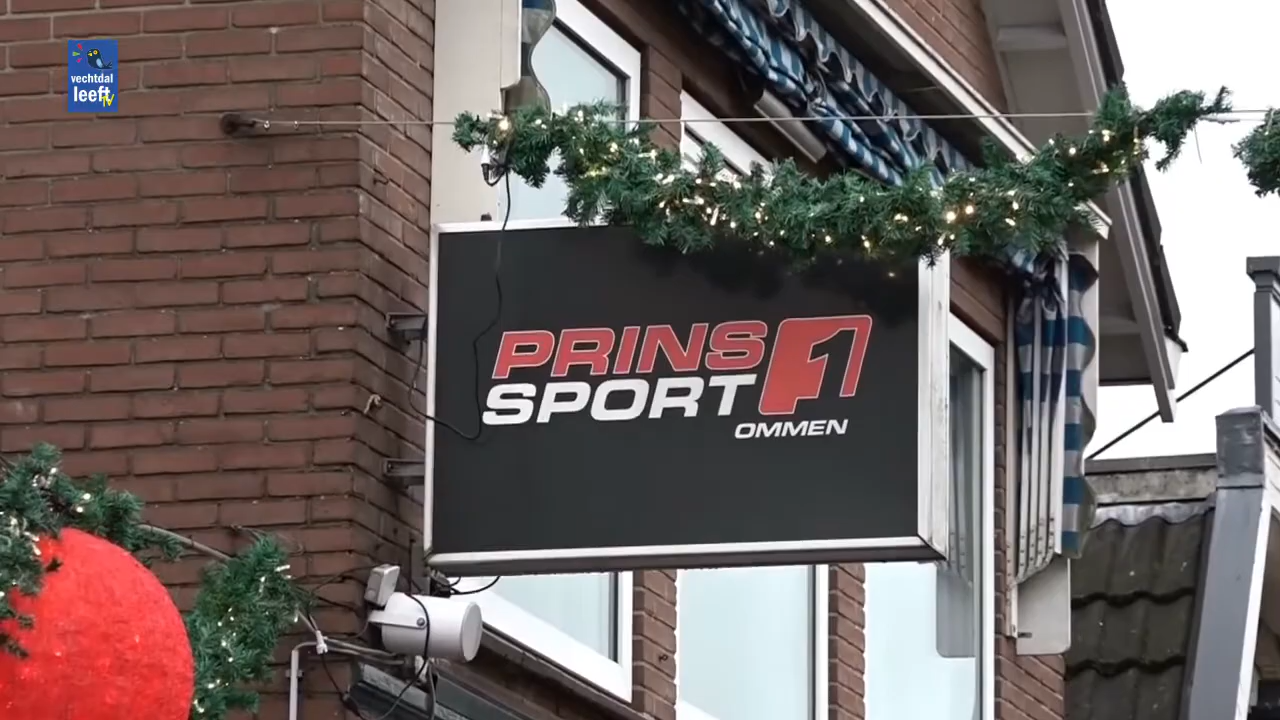 vechtdal
leeft
TV
PRINS
SPORT 1
OMMEN